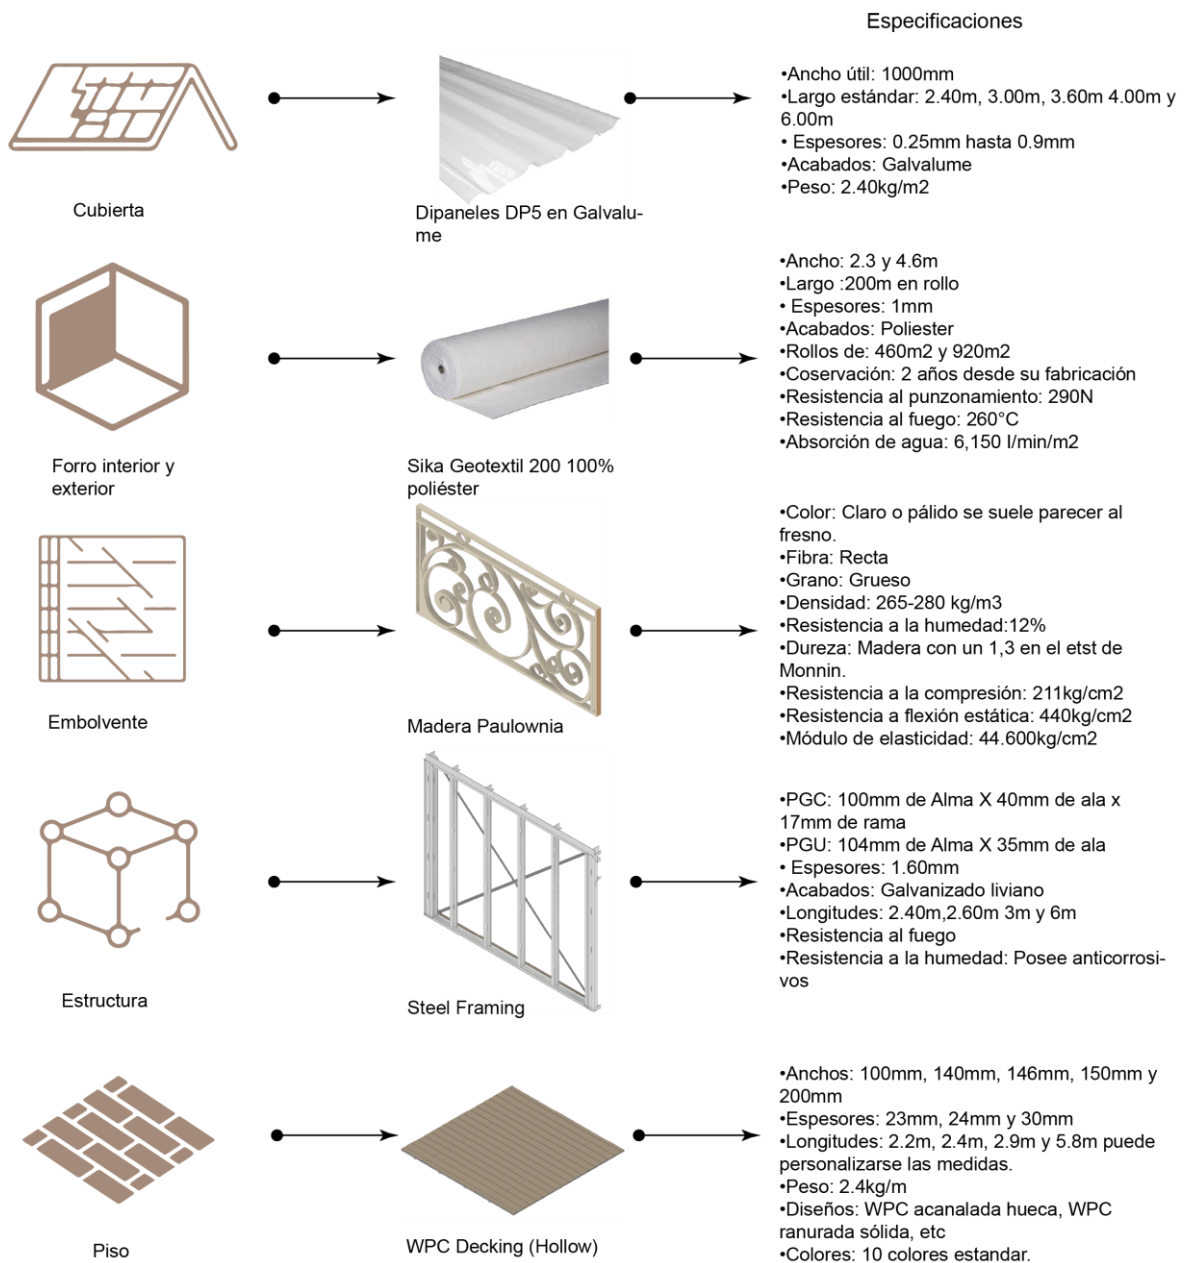 Especificaciones
•Ancho útil: 1000mm
•Largo estándar: 2.40m, 3.00m, 3.60m 4.00m y
6.00m
• Espesores: 0.25mm hasta 0.9mm
•Acabados: Galvalume
•Peso: 2.40kg/m2
Cubierta
Dipaneles DP5 en Galvalu-
me
•Ancho: 2.3 y 4.6m
•Largo :200m en rollo
• Espesores: 1mm
•Acabados: Poliester
•Rollos de: 460m2 y 920m2
•Coservación: 2 años desde su fabricación
•Resistencia al punzonamiento: 290N
•Resistencia al fuego: 260°C
•Absorción de agua: 6,150 l/min/m2
Forro interior y
exterior
Sika Geotextil 200 100%
poliéster
•Color: Claro o pálido se suele parecer al
fresno.
•Fibra: Recta
•Grano: Grueso
•Densidad: 265-280 kg/m3
•Resistencia a la humedad:12%
•Dureza: Madera con un 1,3 en el etst de
Monnin.
•Resistencia a la compresión: 211kg/cm2
•Resistencia a flexión estática: 440kg/cm2
•Módulo de elasticidad: 44.600kg/cm2
Embolvente
Madera Paulownia
•PGC: 100mm de Alma X 40mm de ala x
17mm de rama
•PGU: 104mm de Alma X 35mm de ala
• Espesores: 1.60mm
•Acabados: Galvanizado liviano
•Longitudes: 2.40m,2.60m 3m y 6m
•Resistencia al fuego
•Resistencia a la humedad: Posee anticorrosi-
vos
Estructura
Steel Framing
•Anchos: 100mm, 140mm, 146mm, 150mm y
200mm
•Espesores: 23mm, 24mm y 30mm
•Longitudes: 2.2m, 2.4m, 2.9m y 5.8m puede
personalizarse las medidas.
•Peso: 2.4kg/m
•Diseños: WPC acanalada hueca, WPC
ranurada sólida, etc
•Colores: 10 colores estandar.
Piso
WPC Decking (Hollow)